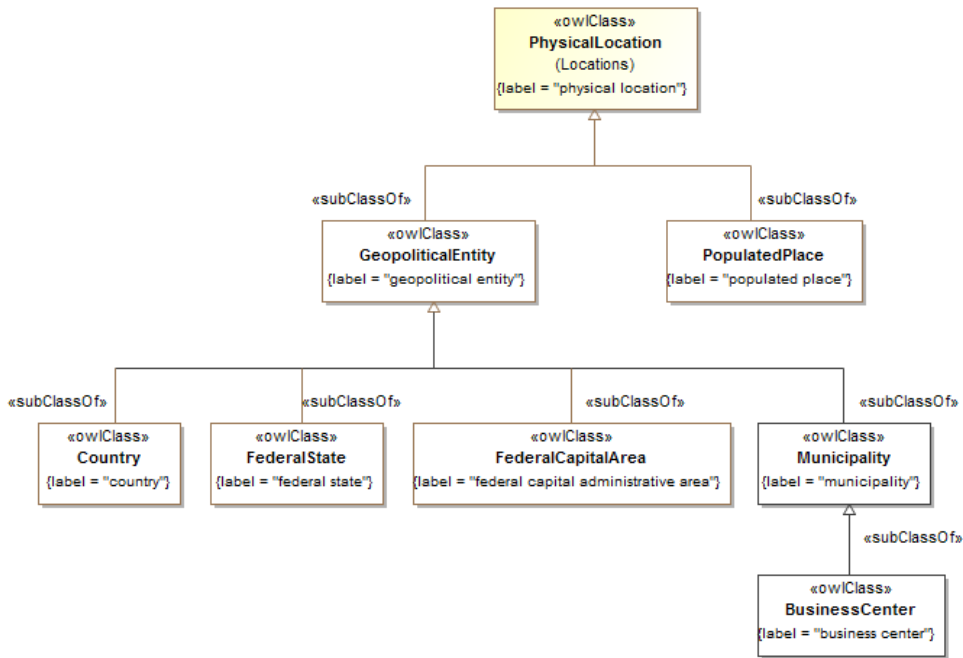 «owlClass»
PhysicalLocation
(Locations)
{label = "physical location"}
«subClassOf»
«subClassOf»
«owlClass»
GeopoliticalEntity
{label = "geopolitical entity"}
«owlClass»
PopulatedPlace
{label = "populated place"}
«subClassOf»
«subClassOf»
«subClassOf»
«subClassOf»
«owlClass»
Country
{label = "country"}
«owlClass»
FederalState
{label = "federal state"}
«owlClass»
FederalCapitalArea
{label = "federal capital administrative area"}
«owlClass»
Municipality
{label = "municipality"}
«subClassOf»
«owlClass»
BusinessCenter
{label = "business center"}